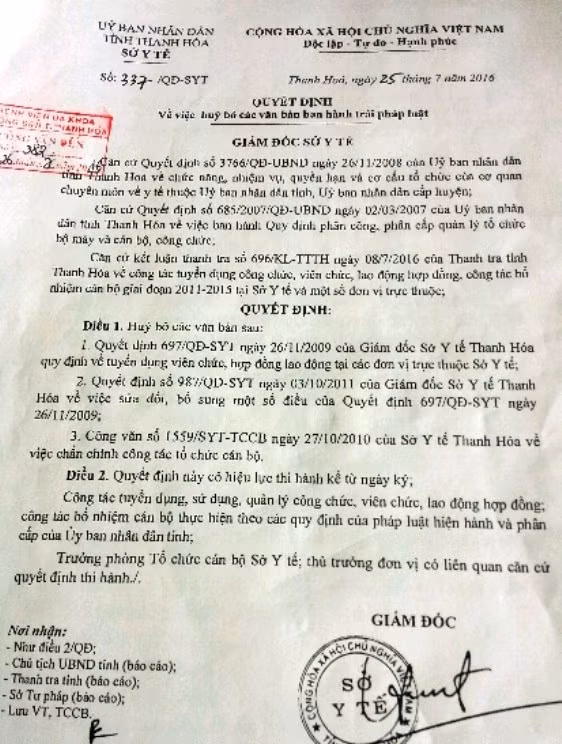 UỶ BAN NHÂN DÂN
TỈNH THANH HÓA
SỞ Y TẾ
CỘNG HÒA XÃ HỘI CHỦ NGHĨA VIỆT NAM
Độc lập - Tự do - Hạnh phúc
Số: 337-/QĐ-SYT
Thanh Hoá, ngày 25 tháng 7 năm 2016
QUYẾT ĐỊNH
Về việc huỷ bỏ các văn bản ban hành trái pháp luật
GIÁM ĐỐC SỞ Y TẾ
BỆNH VIỆN ĐA KHOA
ĐẾN
Căn cứ Quyết định số 3766/QĐ-UBND ngày 26/11/2008 của Uỷ ban nhân dân
tỉnh Thanh Hóa về chức năng, nhiệm vụ, quyền hạn và cơ cấu tổ chức của cơ quan
chuyên môn về y tế thuộc Uỷ ban nhân dân tỉnh, Uỷ ban nhân dân cấp huyện;
Căn cứ Quyết định số 685/2007/QĐ-UBND ngày 02/03/2007 của Uỷ ban nhân
dân tỉnh Thanh Hóa về việc ban hành Quy định phân công, phân cấp quản lý tổ chức
bộ máy và cán bộ, công chức;
Căn cứ kết luận thanh tra số 696/KL-TTTH ngày 08/7/2016 của Thanh tra tỉnh
Thanh Hóa về công tác tuyển dụng công chức, viên chức, lao động hợp đồng, công tác bổ
nhiệm cán bộ giai đoạn 2011-2015 tại Sở Y tế và một số đơn vị trực thuộc;
QUYẾT ĐỊNH:
Điều 1. Huỷ bỏ các văn bản sau:
1. Quyết định 697/QĐ-SYT ngày 26/11/2009 của Giám đốc Sở Y tế Thanh Hoá
quy định về tuyển dụng viên chức, hợp đồng lao động tại các đơn vị trực thuộc Sở Y tế;
2. Quyết định số 987/QĐ-SYT ngày 03/10/2011 của Giám đốc Sở Y tế Thanh
Hóa về việc sửa đổi, bổ sung một số điều của Quyết định 697/QĐ-SYT ngày
26/11/2009;
3. Công văn số 1559/SYT-TCCB ngày 27/10/2010 của Sở Y tế Thanh Hóa về
việc chấn chỉnh công tác tổ chức cán bộ.
Điều 2. Quyết định này có hiệu lực thi hành kể từ ngày ký;
Công tác tuyển dụng, sử dụng, quản lý công chức, viên chức, lao động hợp đồng;
công tác bổ nhiệm cán bộ thực hiện theo các quy định của pháp luật hiện hành và phân
cấp của Ủy ban nhân dân tỉnh;
Trưởng phòng Tổ chức cán bộ Sở Y tế; thủ trưởng đơn vị có liên quan căn cứ
quyết định thi hành./.
GIÁM ĐỐC
Nơi nhận:
- Như điều 2/QĐ;
- Chủ tịch UBND tỉnh (báo cáo);
- Thanh tra tỉnh (báo cáo);
- Sở Tư pháp (báo cáo);
- Lưu VT, TCCB.
CỘNG HÒA XÃ HỘI CHỦ NGHĨA VIỆT NAM
SỞ
Y TẾ